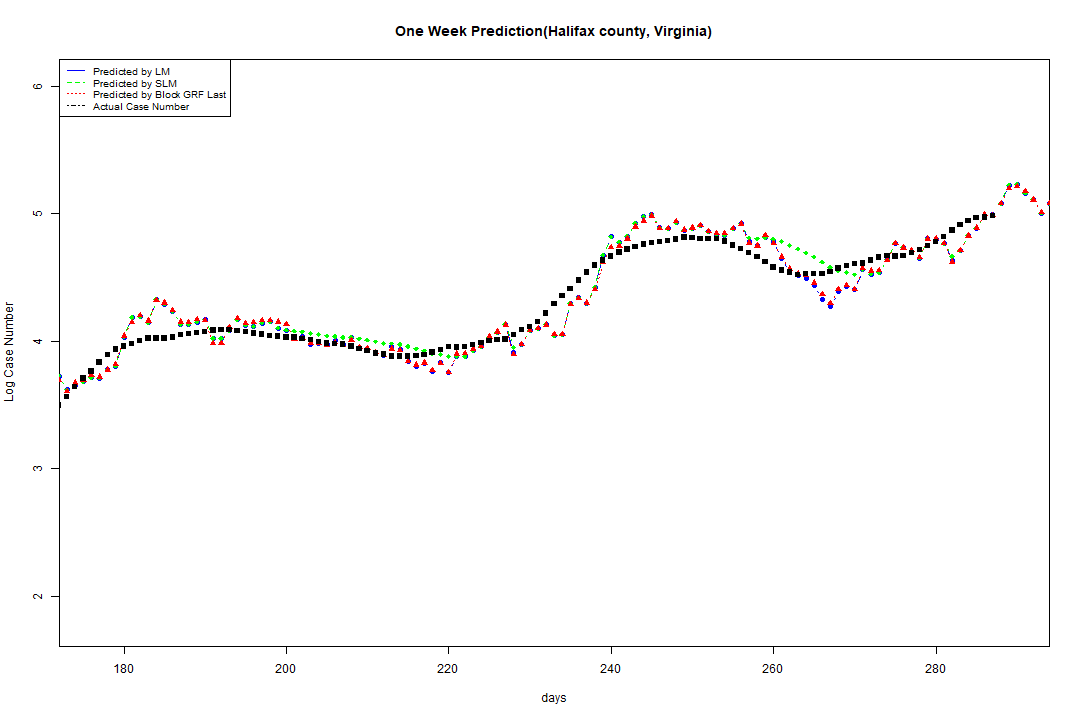 One Week Prediction(Halifax county, Virginia)
Predicted by LM
Predicted by SLM
Predicted by Block GRF Last
Actual Case Number
6
5
4
3
2
Log Case Number
180 200 220 240 260 280
days